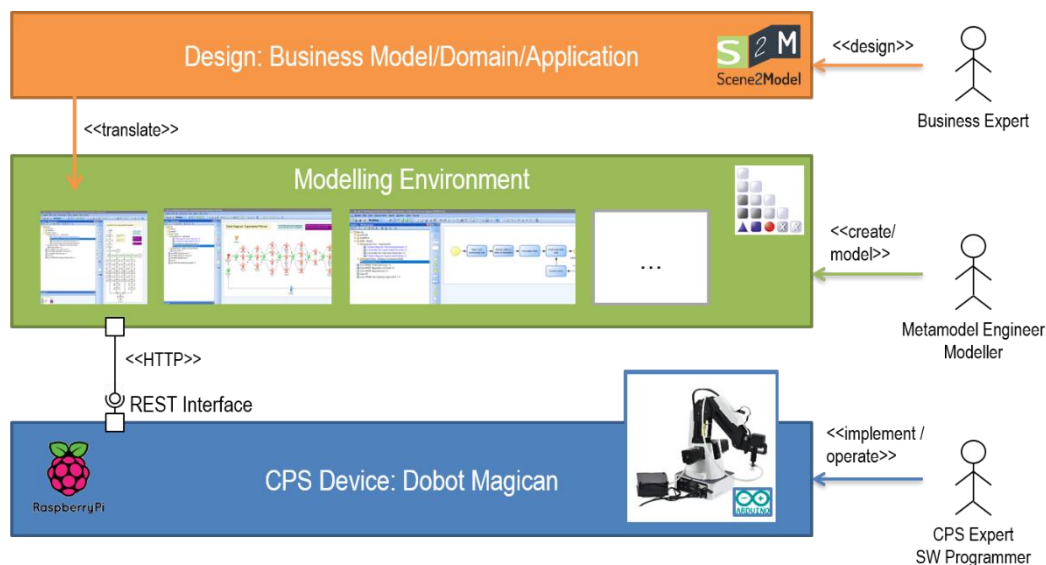 Design: Business Model/Domain/Application
S 2 M
Scene2Model
<<design>>
Business Expert
<<translate>>
Modelling Environment
...
<<create/
model>>
Metamodel Engineer
Modeller
<<HTTP>>
REST Interface
RaspberryPi
CPS Device: Dobot Magican
ARDUINO
<<implement /
operate>>
CPS Expert
SW Programmer